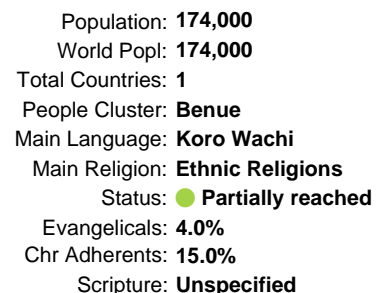 Population: 174,000
World Popl: 174,000
Total Countries: 1
People Cluster: Benue
Main Language: Koro Wachi
Main Religion: Ethnic Religions
Status: Partially reached
Evangelicals: 4.0%
Chr Adherents: 15.0%
Scripture: Unspecified